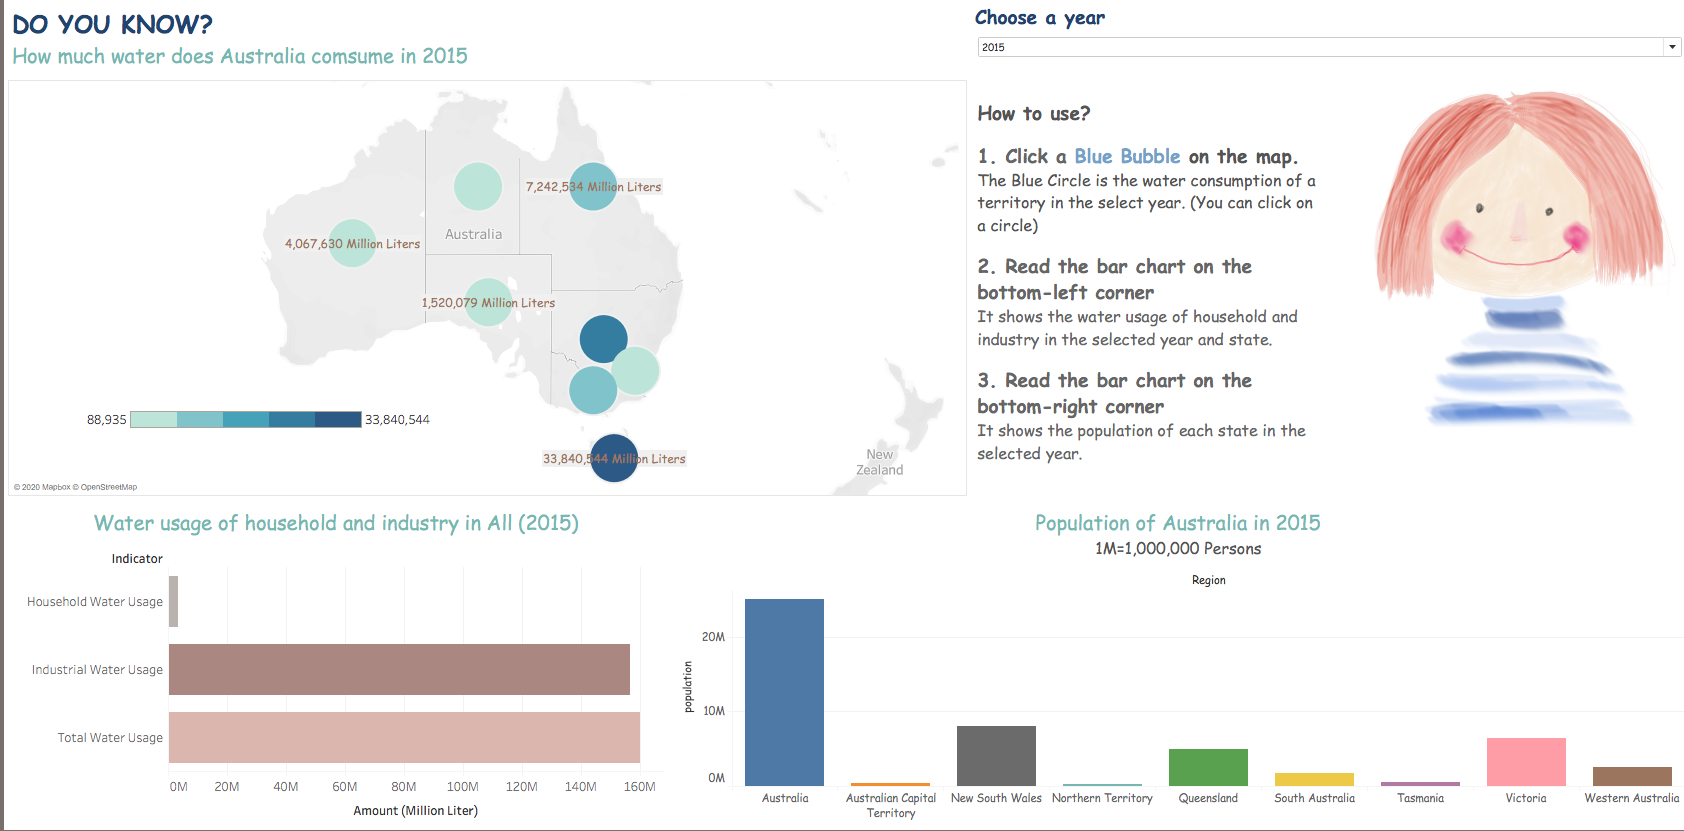 DO YOU KNOW?
How much water does Australia comsume in 2015
Choose a year
2015
7,242,534 Million Liters
Australia
4,067,630 Million Liters
1,520,079 Million Liters
88,935
33,840,544
33,840,544 Million Liters
New
Zealand
© 2020 Mapbox © OpenStreetMap
How to use?
1. Click a Blue Bubble on the map.
The Blue Circle is the water consumption of a
territory in the select year. (You can click on
a circle)
2. Read the bar chart on the
bottom-left corner
It shows the water usage of household and
industry in the selected year and state.
3. Read the bar chart on the
bottom-right corner
It shows the population of each state in the
selected year.
Water usage of household and industry in All (2015)
Indicator
Household Water Usage
Industrial Water Usage
Total Water Usage
0M 20M 40M 60M 80M 100M 120M 140M 160M
Amount (Million Liter)
Population of Australia in 2015
1M=1,000,000 Persons
Region
20M
10M
0M
population
Australia
Australian Capital
Territory
New South Wales
Northern Territory
Queensland
South Australia
Tasmania
Victoria
Western Australia